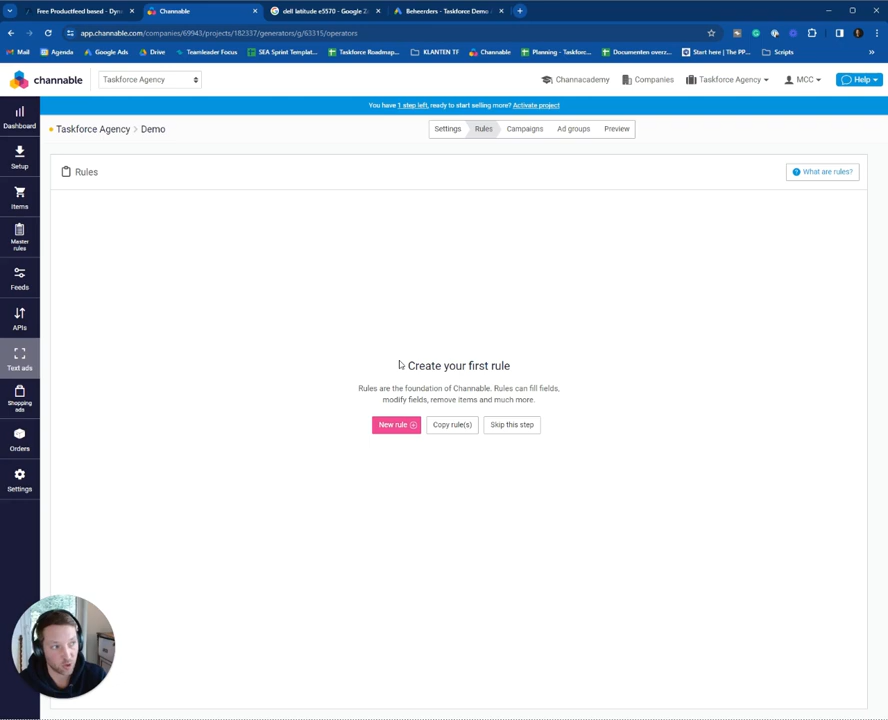 Free Productfeed based - Dyn
Channable
dell latitude e5570 - Google Z
Beheerders - Taskforce Demo -
app.channable.com/companies/69943/projects/182337/generators/g/63315/operators
Mail
Agenda
Google Ads
Drive
Teamleader Focus
SEA Sprint Templat...
Taskforce Roadmap...
KLANTEN TF
Channable
Planning - Taskforc...
Documenten overz...
Start here | The PP...
Scripts
channable
Taskforce Agency
Channacademy
Companies
Taskforce Agency
MCC
Help
You have 1 step left, ready to start selling more? Activate project
Taskforce Agency > Demo
Settings
Rules
Campaigns
Ad groups
Preview
Dashboard
Setup
Items
Master
rules
Feeds
APIs
Text ads
Shopping
ads
Orders
Settings
Rules
What are rules?
Create your first rule
Rules are the foundation of Channable. Rules can fill fields,
modify fields, remove items and much more.
New rule
Copy rule(s)
Skip this step